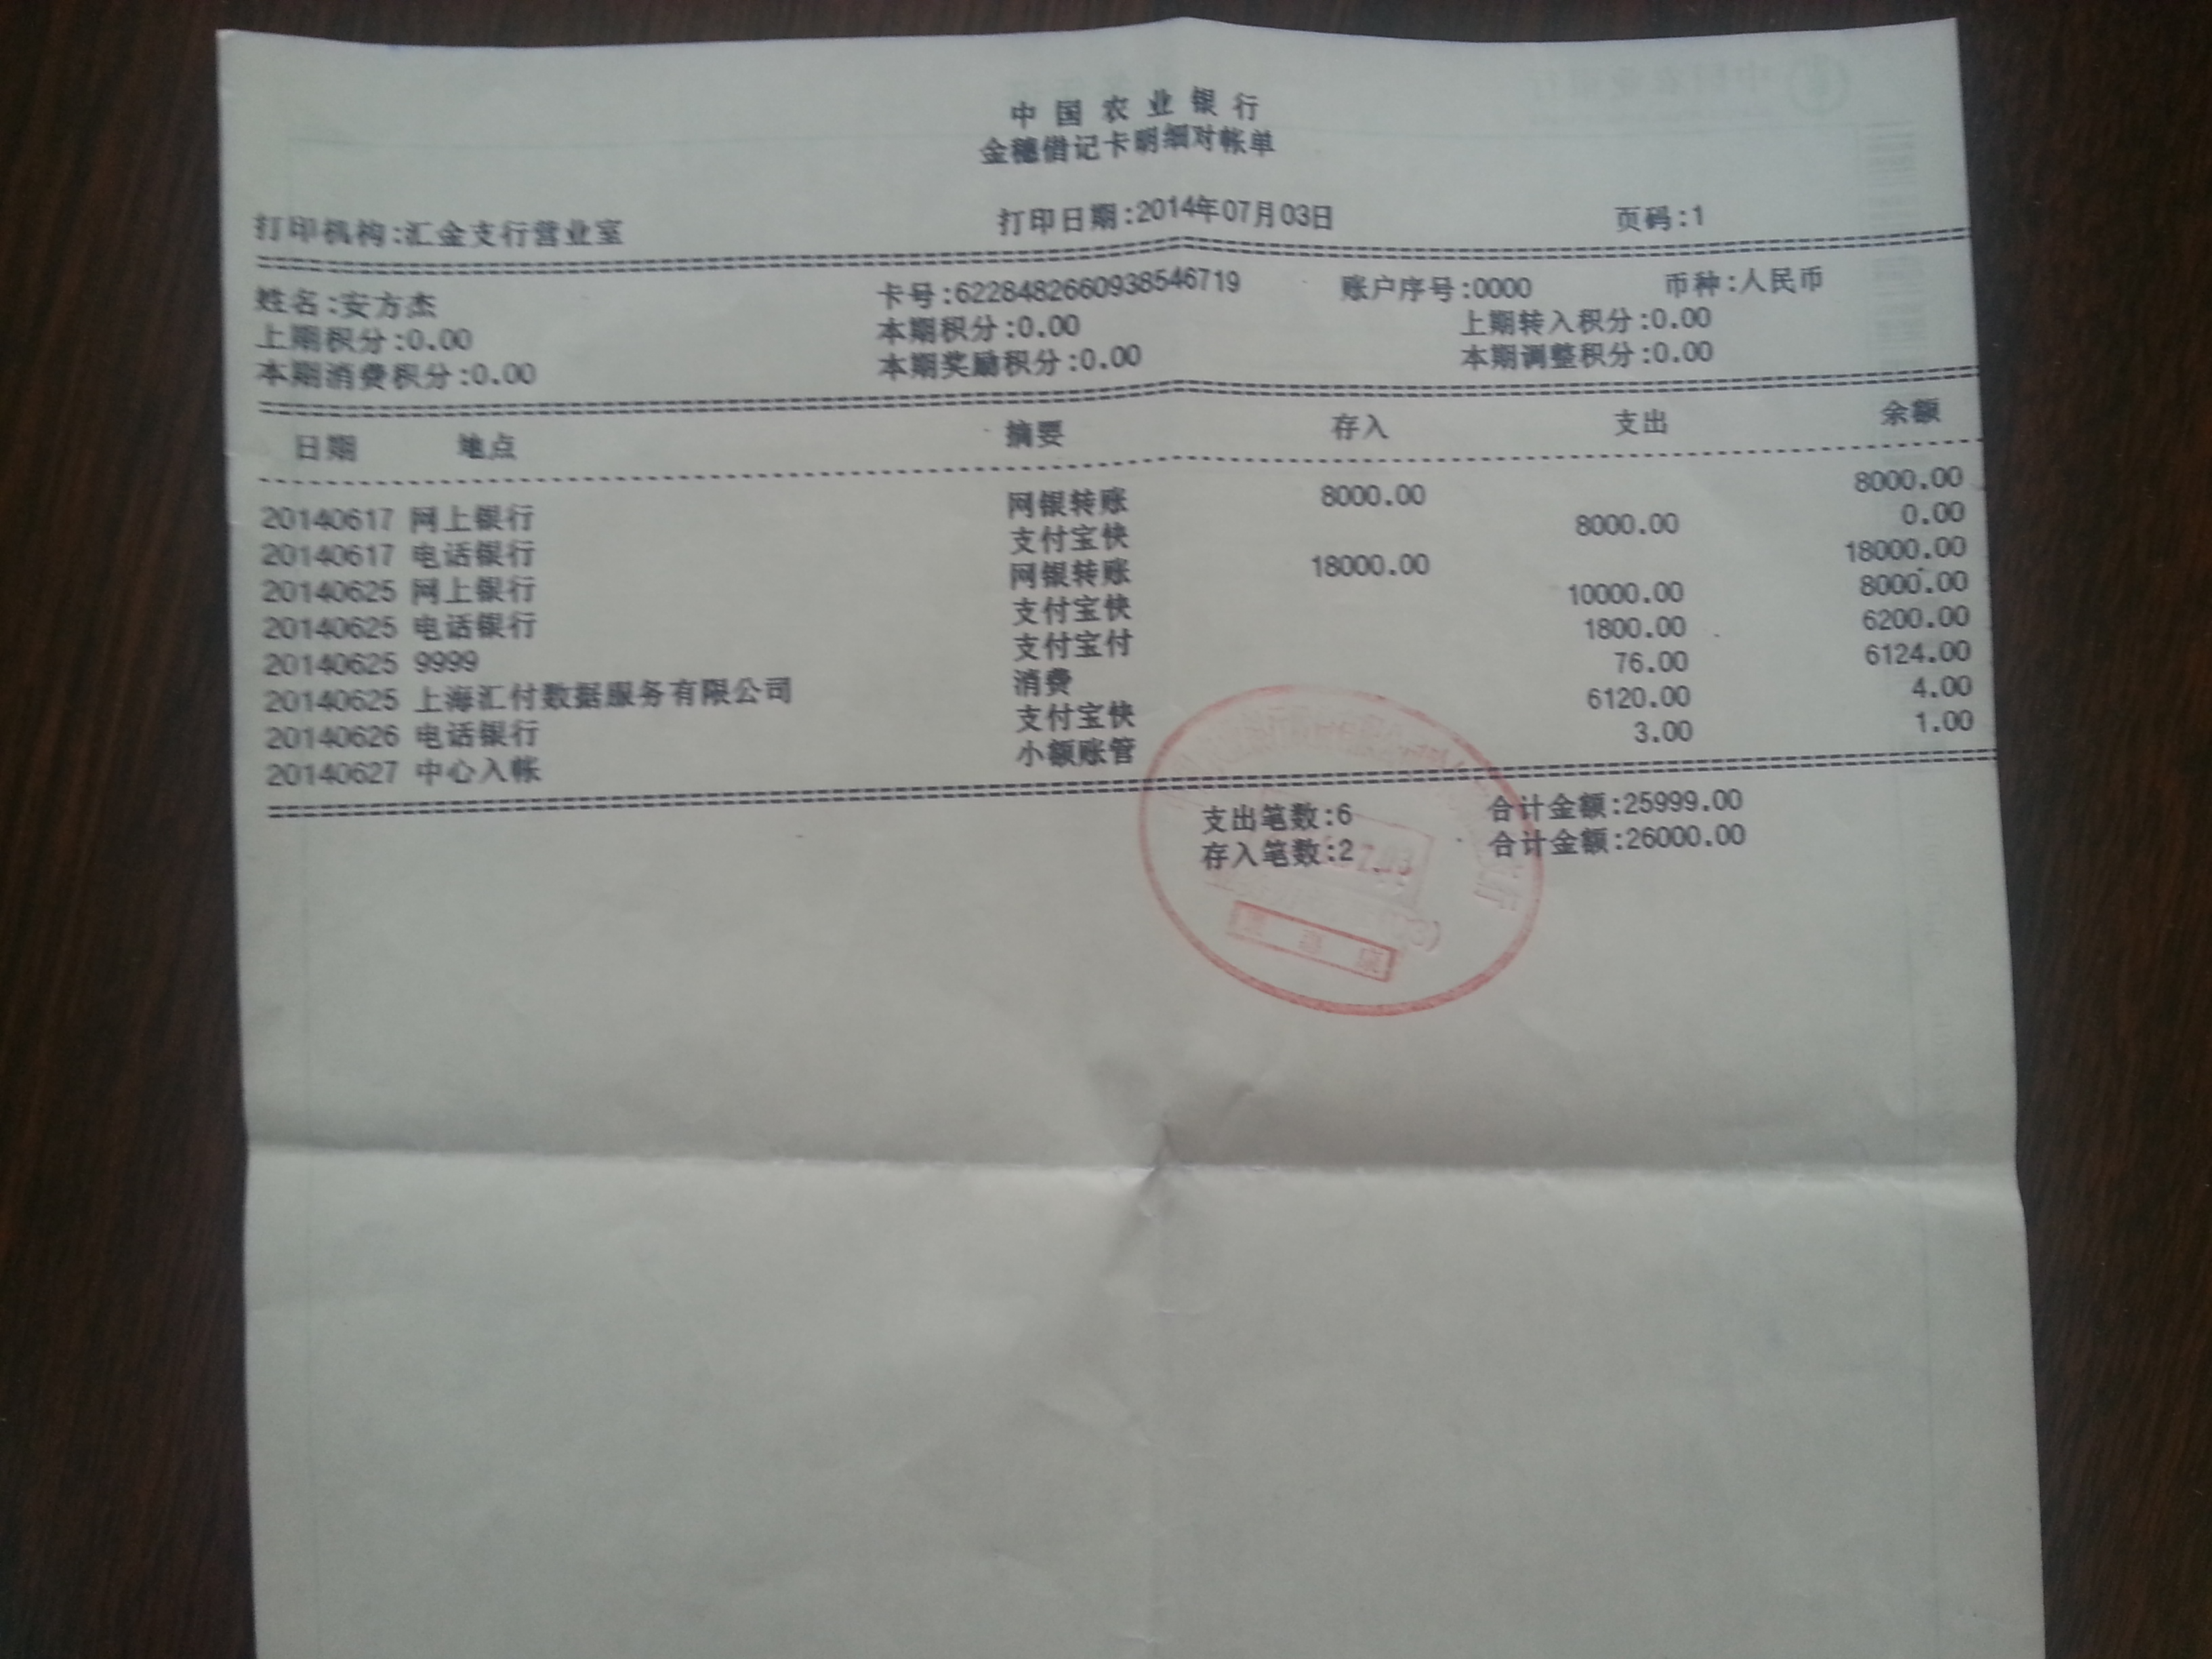 中国农业银行
金穗借记卡明细对帐单
打印机构:汇金支行营业室 打印日期:2014年07月03日 页码:1
姓名:安方杰 卡号:6228482660938546719 账户序号:0000 币种:人民币
上期积分:0.00 本期积分:0.00 上期转入积分:0.00
本期消费积分:0.00 本期奖励积分:0.00 本期调整积分:0.00
日期 地点 摘要 存入 支出 余额
20140617 网上银行 网银转账 8000.00 8000.00
20140617 电话银行 支付宝快 8000.00 0.00
20140625 网上银行 网银转账 18000.00 18000.00
20140625 电话银行 支付宝快 10000.00 8000.00
20140625 9999 支付宝付 1800.00 6200.00
20140625 上海汇付数据服务有限公司 消费 76.00 6124.00
20140626 电话银行 支付宝快 6120.00 4.00
20140627 中心入帐 小额账管 3.00 1.00
支出笔数:6 合计金额:25999.00
存入笔数:2 合计金额:26000.00